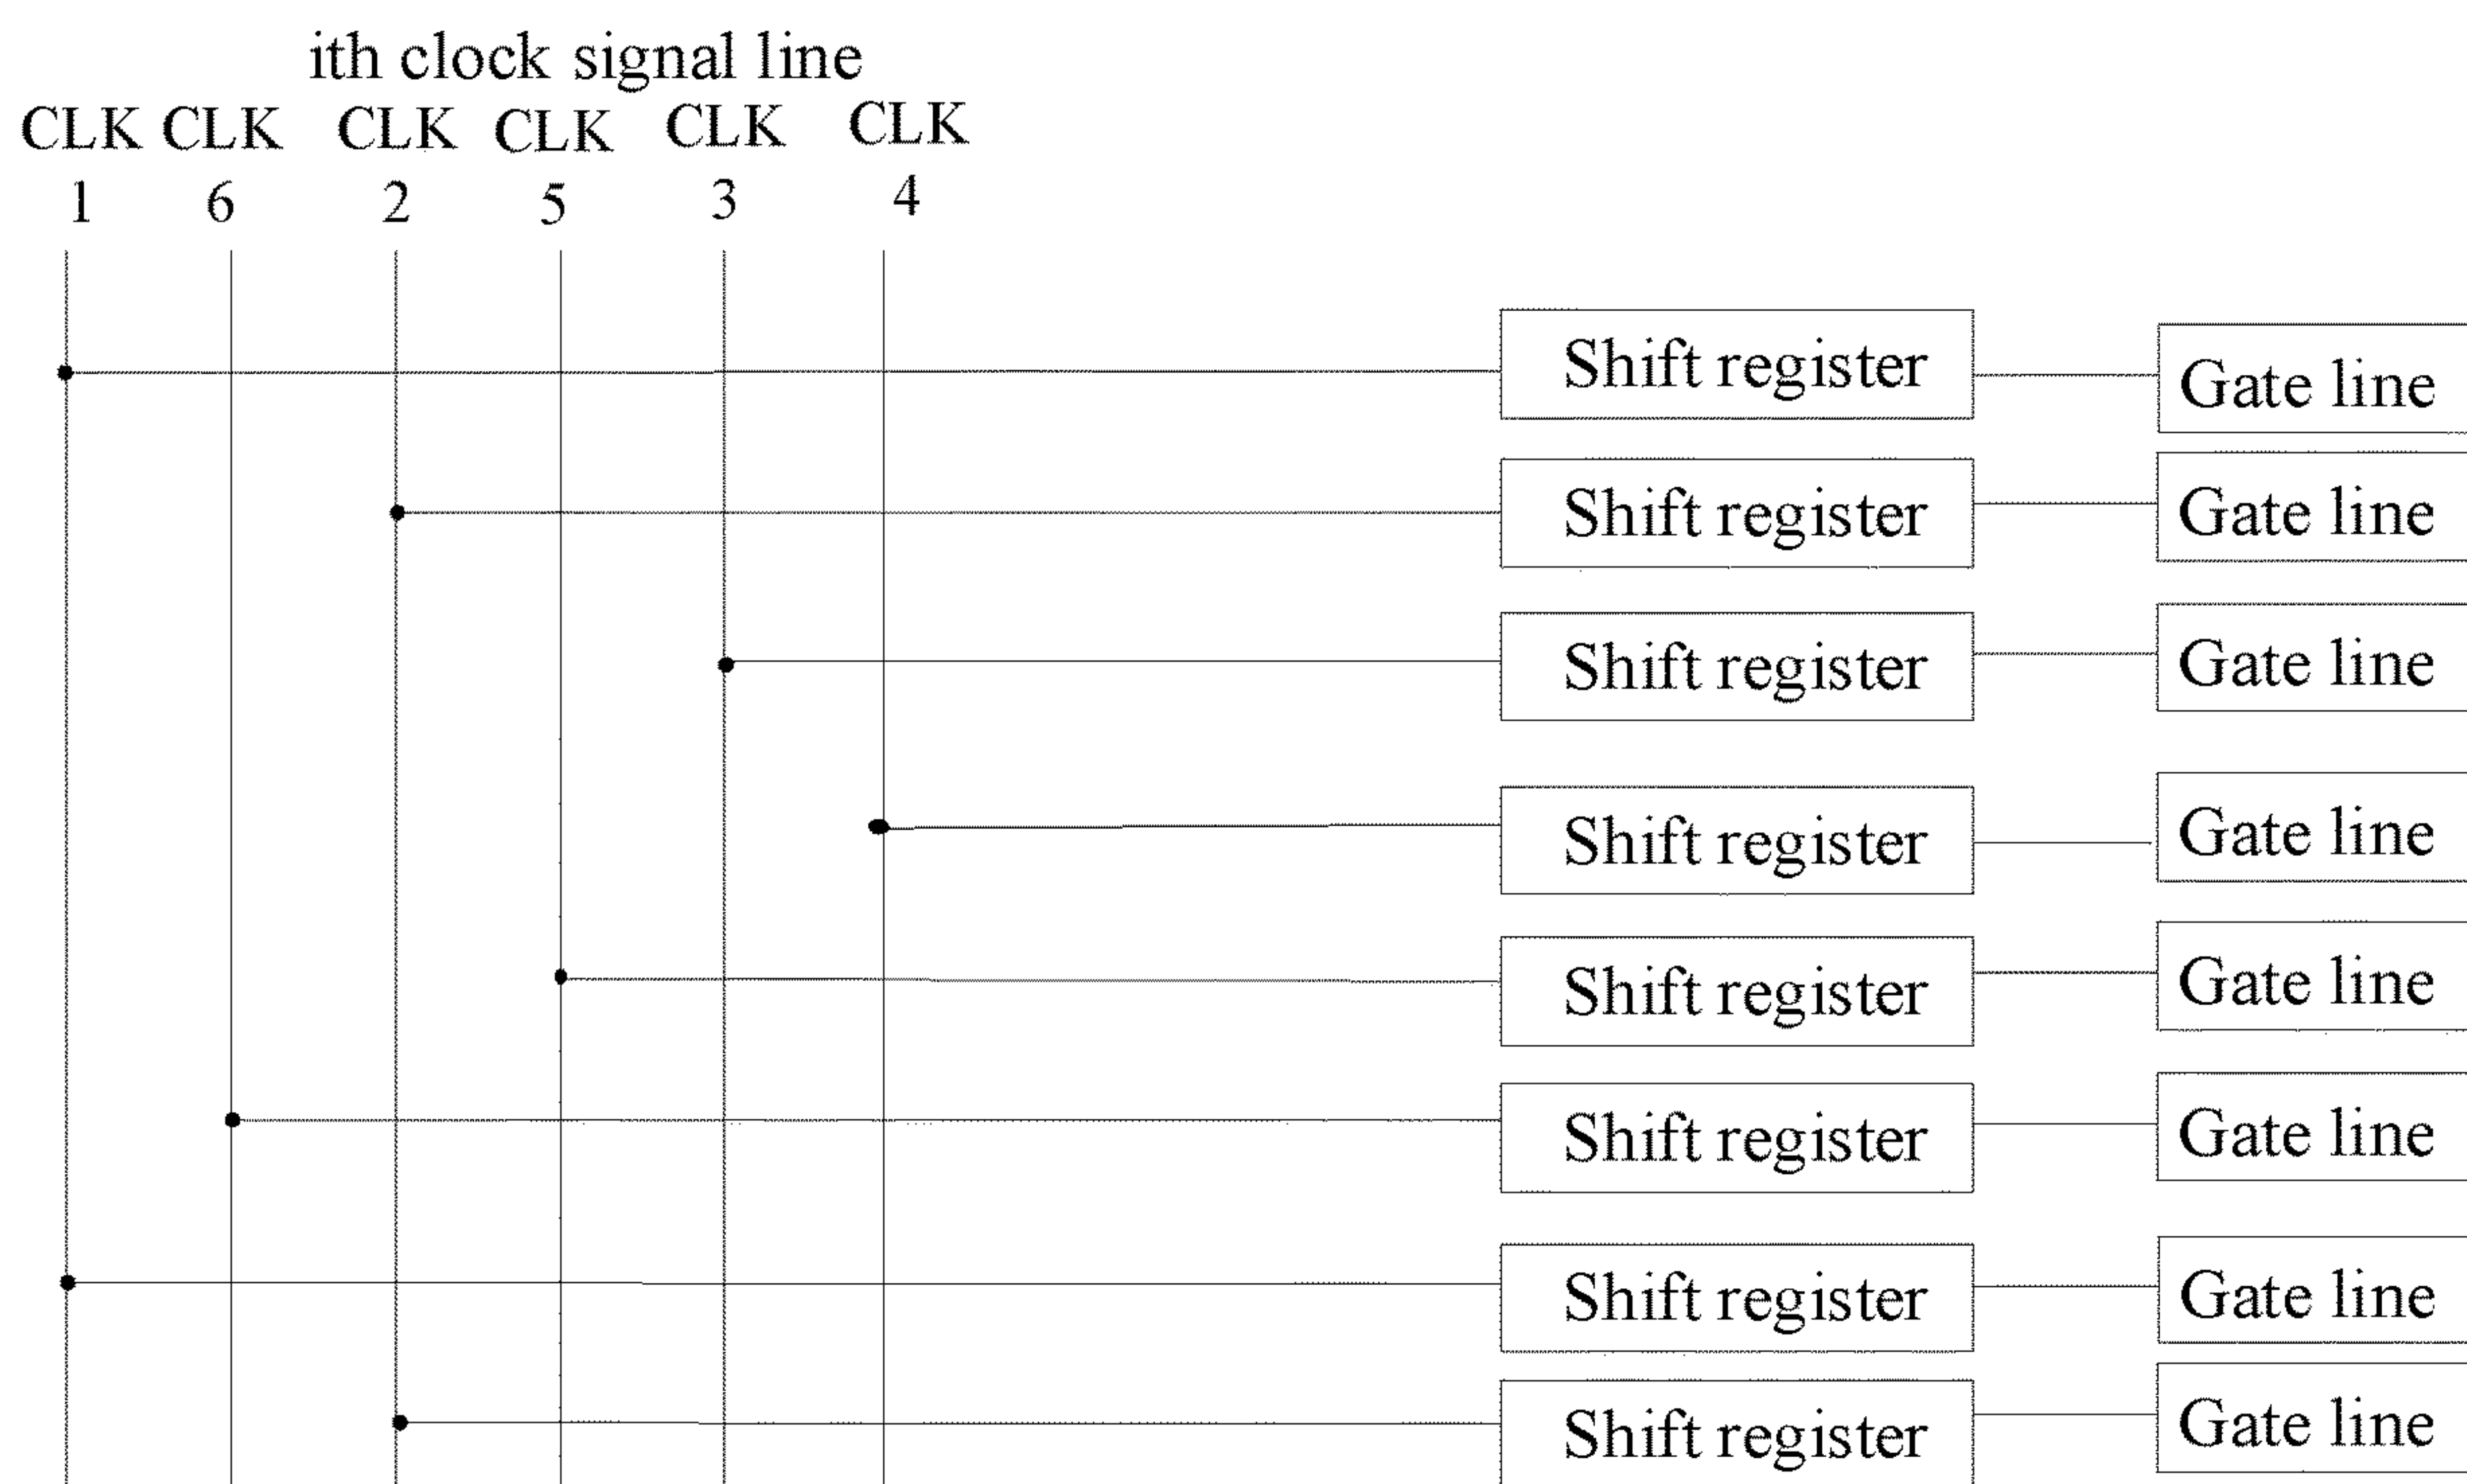 ith clock signal line
CLK CLK CLK CLK CLK CLK
1 6 2 5 3 4
Shift register Gate line
Shift register Gate line
Shift register Gate line
Shift register Gate line
Shift register Gate line
Shift register Gate line
Shift register Gate line
Shift register Gate line